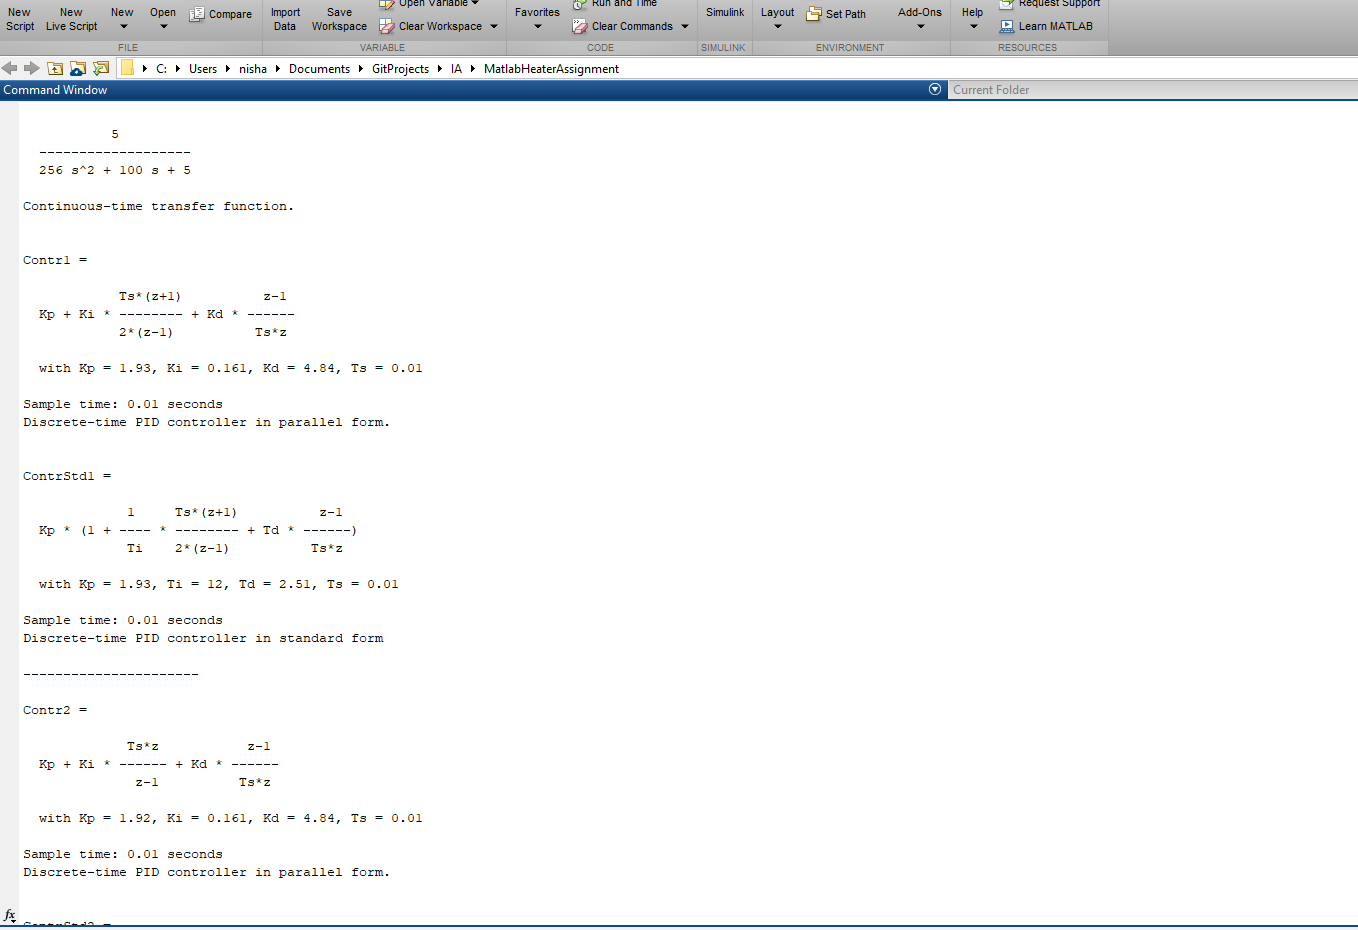 New New New Open Compare Import Save Open Variable Favorites Run and Time Simulink Layout Set Path Add-Ons Help Request Support
Script Live Script Data Workspace Clear Workspace Clear Commands Learn MATLAB
FILE VARIABLE CODE SIMULINK ENVIRONMENT RESOURCES
C: Users nisha Documents GitProjects IA MatlabHeaterAssignment
Command Window Current Folder
5
-------------------
256 s^2 + 100 s + 5
Continuous-time transfer function.
Contr1 =
Ts*(z+1) z-1
Kp + Ki * -------- + Kd * ------
2*(z-1) Ts*z
with Kp = 1.93, Ki = 0.161, Kd = 4.84, Ts = 0.01
Sample time: 0.01 seconds
Discrete-time PID controller in parallel form.
ContrStd1 =
1 Ts*(z+1) z-1
Kp * (1 + ---- * -------- + Td * ------)
Ti 2*(z-1) Ts*z
with Kp = 1.93, Ti = 12, Td = 2.51, Ts = 0.01
Sample time: 0.01 seconds
Discrete-time PID controller in standard form
----------------------
Contr2 =
Ts*z z-1
Kp + Ki * ------ + Kd * ------
z-1 Ts*z
with Kp = 1.92, Ki = 0.161, Kd = 4.84, Ts = 0.01
Sample time: 0.01 seconds
Discrete-time PID controller in parallel form.
fx
ContrStd2 =